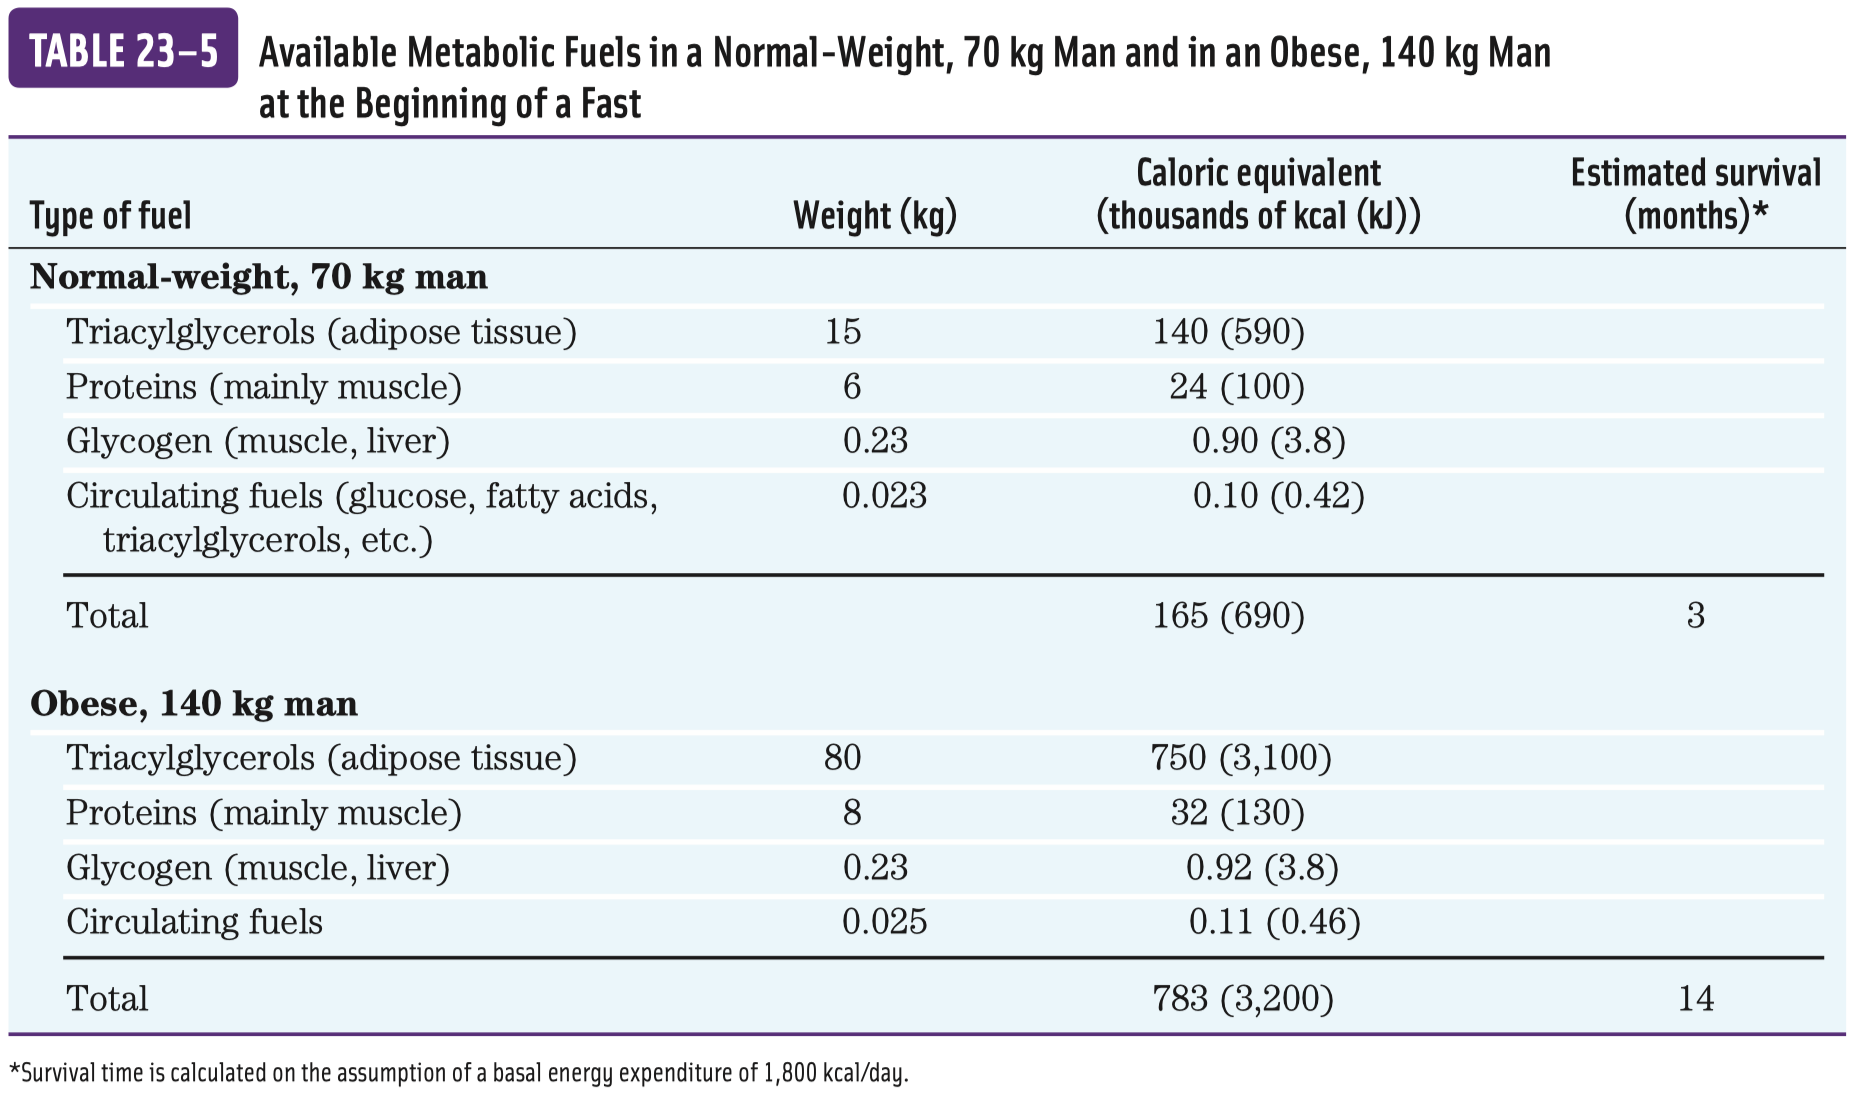 TABLE 23–5 Available Metabolic Fuels in a Normal-Weight, 70 kg Man and in an Obese, 140 kg Man
at the Beginning of a Fast
Caloric equivalent Estimated survival
Type of fuel Weight (kg) (thousands of kcal (kJ)) (months)*
Normal-weight, 70 kg man
Triacylglycerols (adipose tissue) 15 140 (590)
Proteins (mainly muscle) 6 24 (100)
Glycogen (muscle, liver) 0.23 0.90 (3.8)
Circulating fuels (glucose, fatty acids, 0.023 0.10 (0.42)
triacylglycerols, etc.)
Total 165 (690) 3
Obese, 140 kg man
Triacylglycerols (adipose tissue) 80 750 (3,100)
Proteins (mainly muscle) 8 32 (130)
Glycogen (muscle, liver) 0.23 0.92 (3.8)
Circulating fuels 0.025 0.11 (0.46)
Total 783 (3,200) 14
*Survival time is calculated on the assumption of a basal energy expenditure of 1,800 kcal/day.